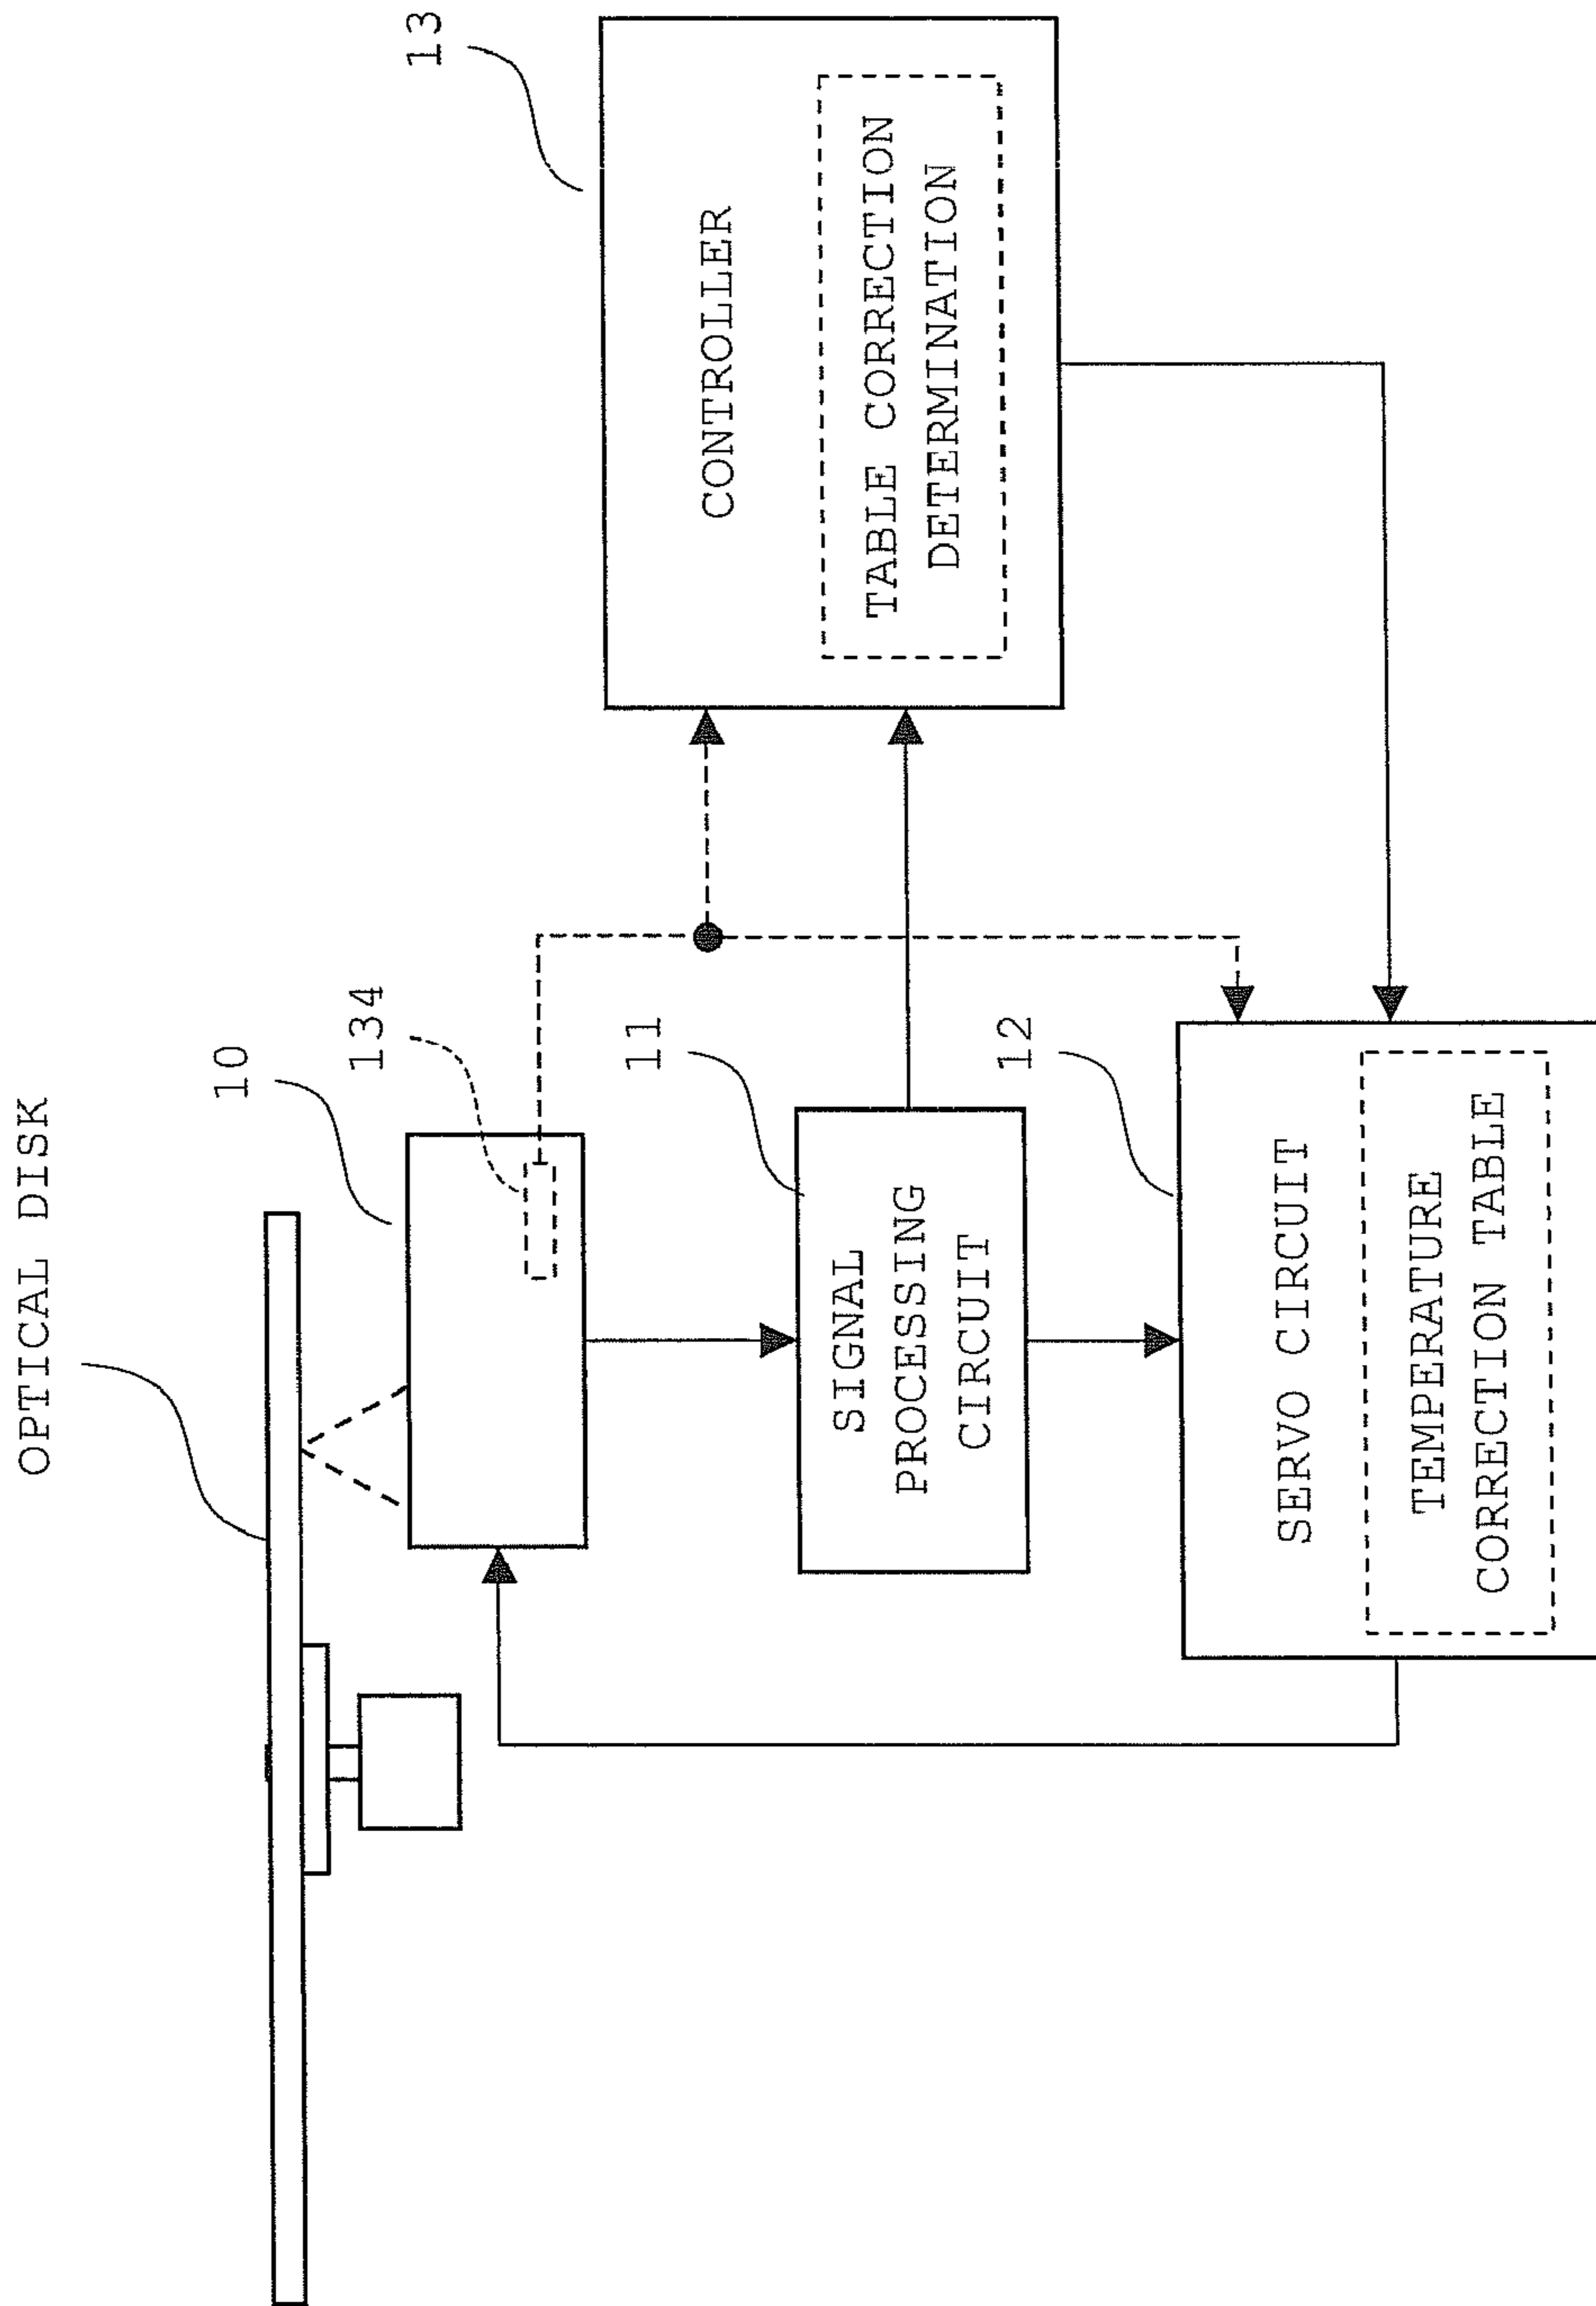 OPTICAL DISK
10
134
13
11
SIGNAL
PROCESSING
CIRCUIT
CONTROLLER
TABLE CORRECTION
DETERMINATION
12
SERVO CIRCUIT
TEMPERATURE
CORRECTION TABLE